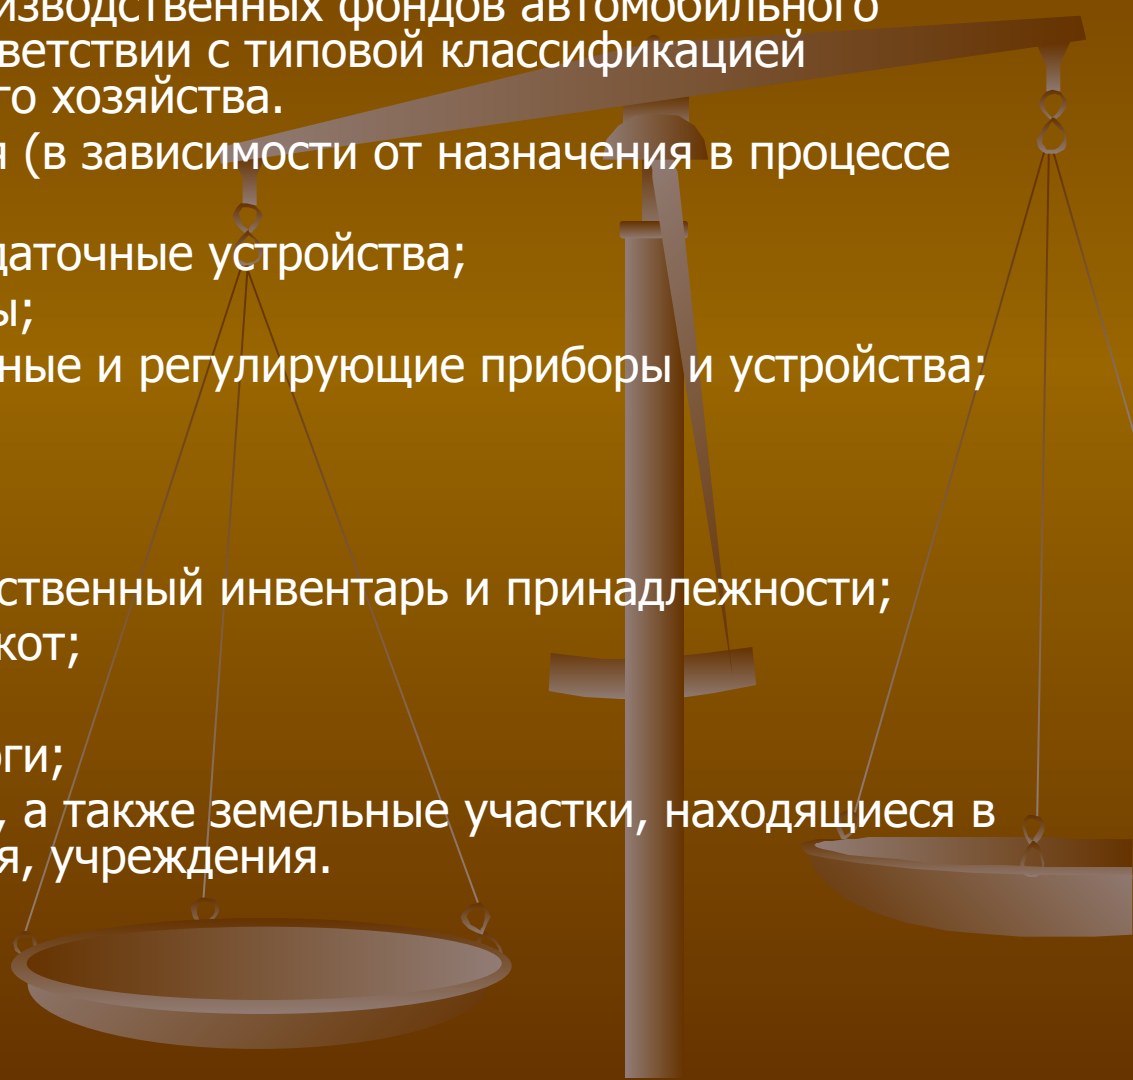 изводственных фондов автомобильного
ветствии с типовой классификацией
го хозяйства.
я (в зависимости от назначения в процессе
даточные устройства;
ы;
ные и регулирующие приборы и устройства;
ственный инвентарь и принадлежности;
кот;
ги;
, а также земельные участки, находящиеся в
я, учреждения.